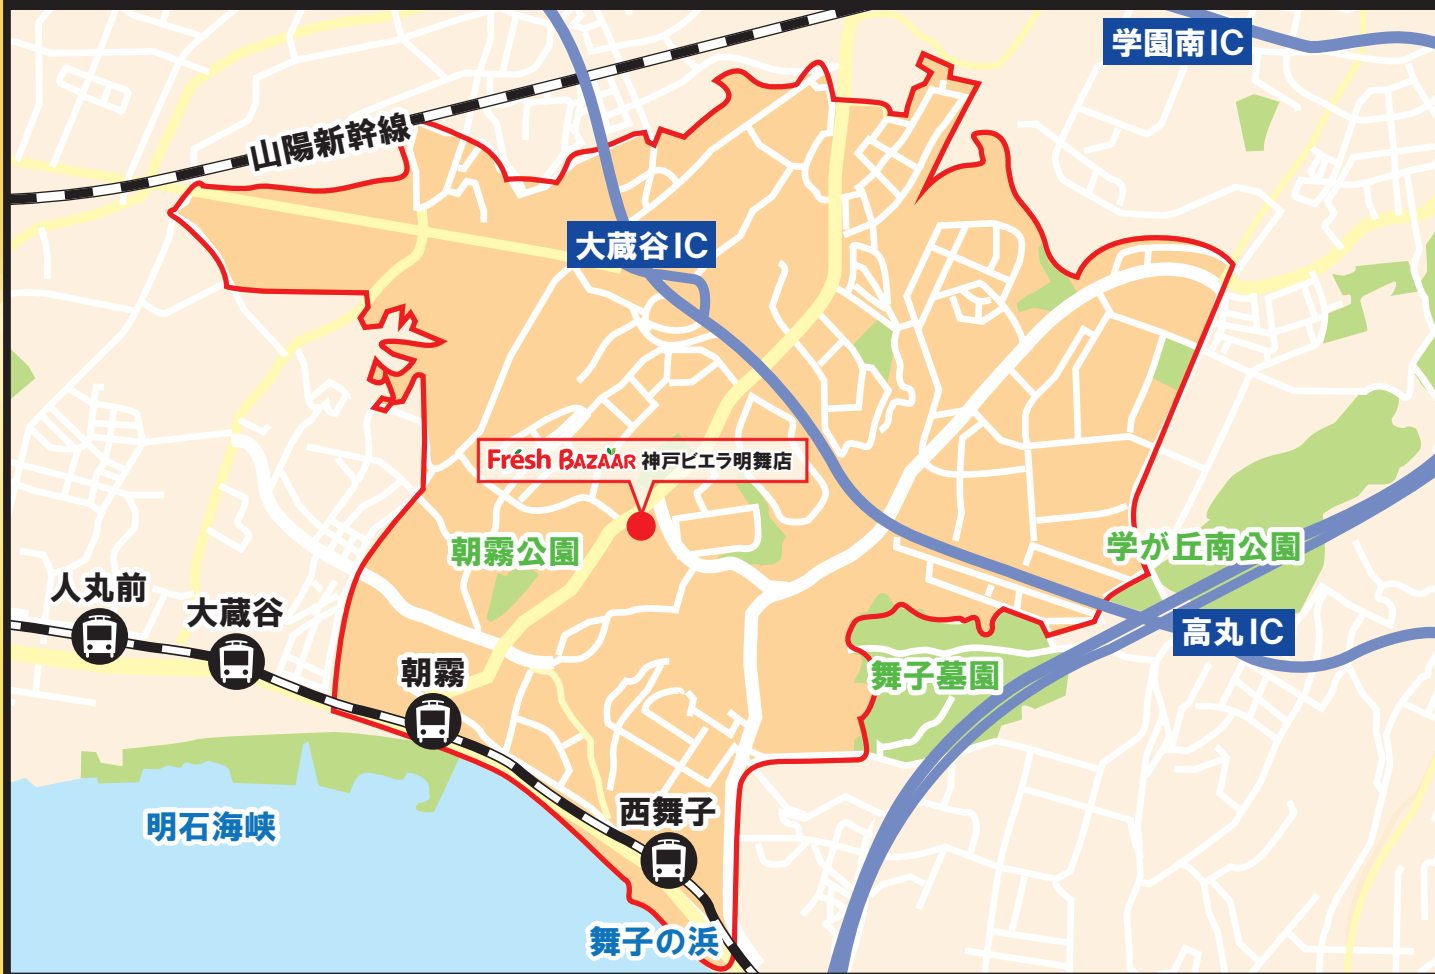 学園南IC
山陽新幹線
大蔵谷IC
Frésh BAZAAR 神戸ビエラ明舞店
朝霧公園
学が丘南公園
人丸前
大蔵谷
高丸IC
朝霧
舞子墓園
西舞子
明石海峡
舞子の浜